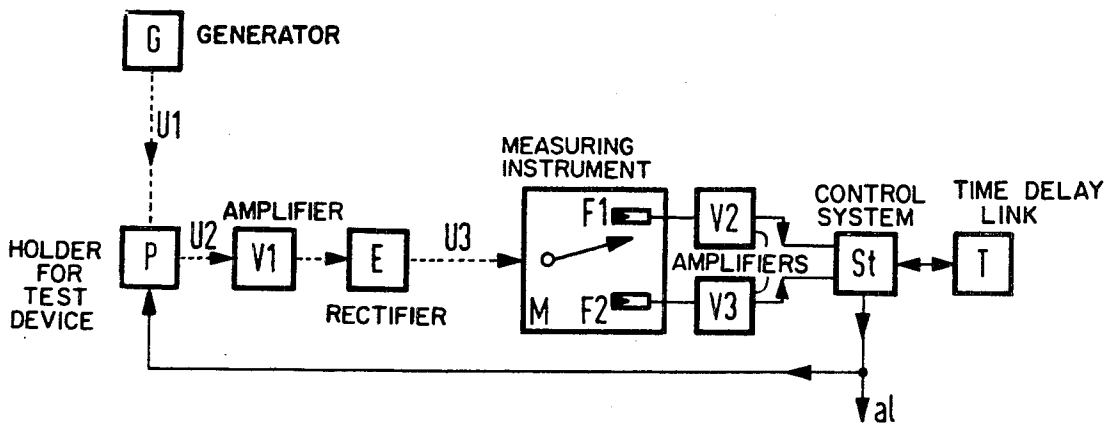 G
GENERATOR
U1
HOLDER
FOR
TEST
DEVICE
P
U2
AMPLIFIER
V1
E
RECTIFIER
U3
MEASURING
INSTRUMENT
F1
F2
M
V2
AMPLIFIERS
V3
CONTROL
SYSTEM
St
TIME DELAY
LINK
T
al